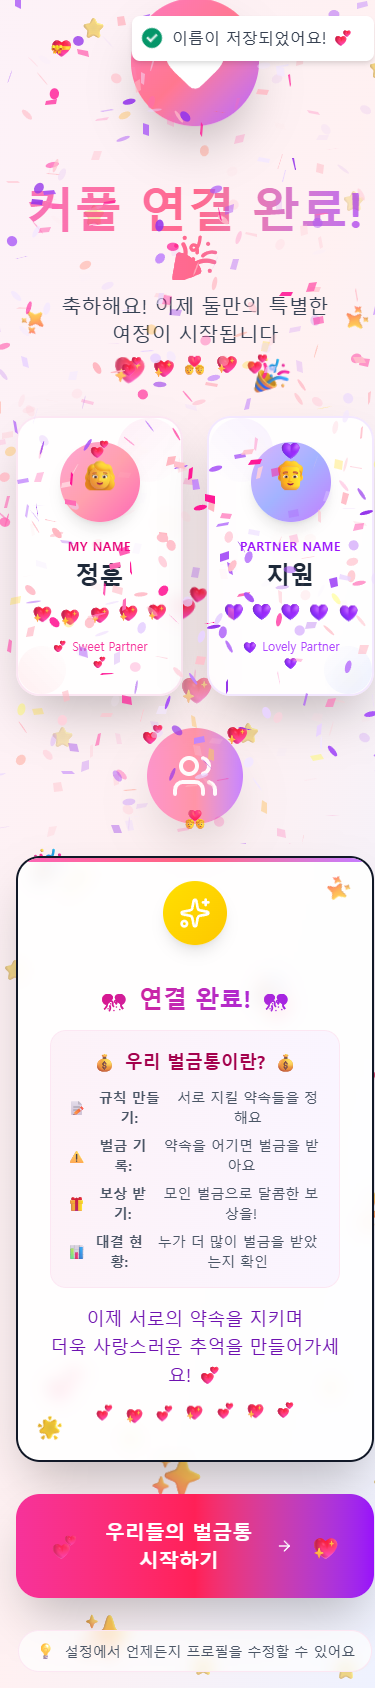 이름이 저장되었어요! 💕
커플 연결 완료!
🎉
축하해요! 이제 둘만의 특별한
여정이 시작됩니다
MY NAME
정훈
💕 Sweet Partner
💕
PARTNER NAME
지원
💜 Lovely Partner
💜
🎊 연결 완료! 🎊
💰 우리 벌금통이란? 💰
📝 규칙 만들
기:
서로 지킬 약속들을 정
해요
⚠️ 벌금 기
록:
약속을 어기면 벌금을 받
아요
🎁 보상 받
기:
모인 벌금으로 달콤한 보
상을!
📊 대결 현
황:
누가 더 많이 벌금을 받았
는지 확인
이제 서로의 약속을 지키며
더욱 사랑스러운 추억을 만들어가세
요! 💕
우리들의 벌금통
시작하기
💡 설정에서 언제든지 프로필을 수정할 수 있어요